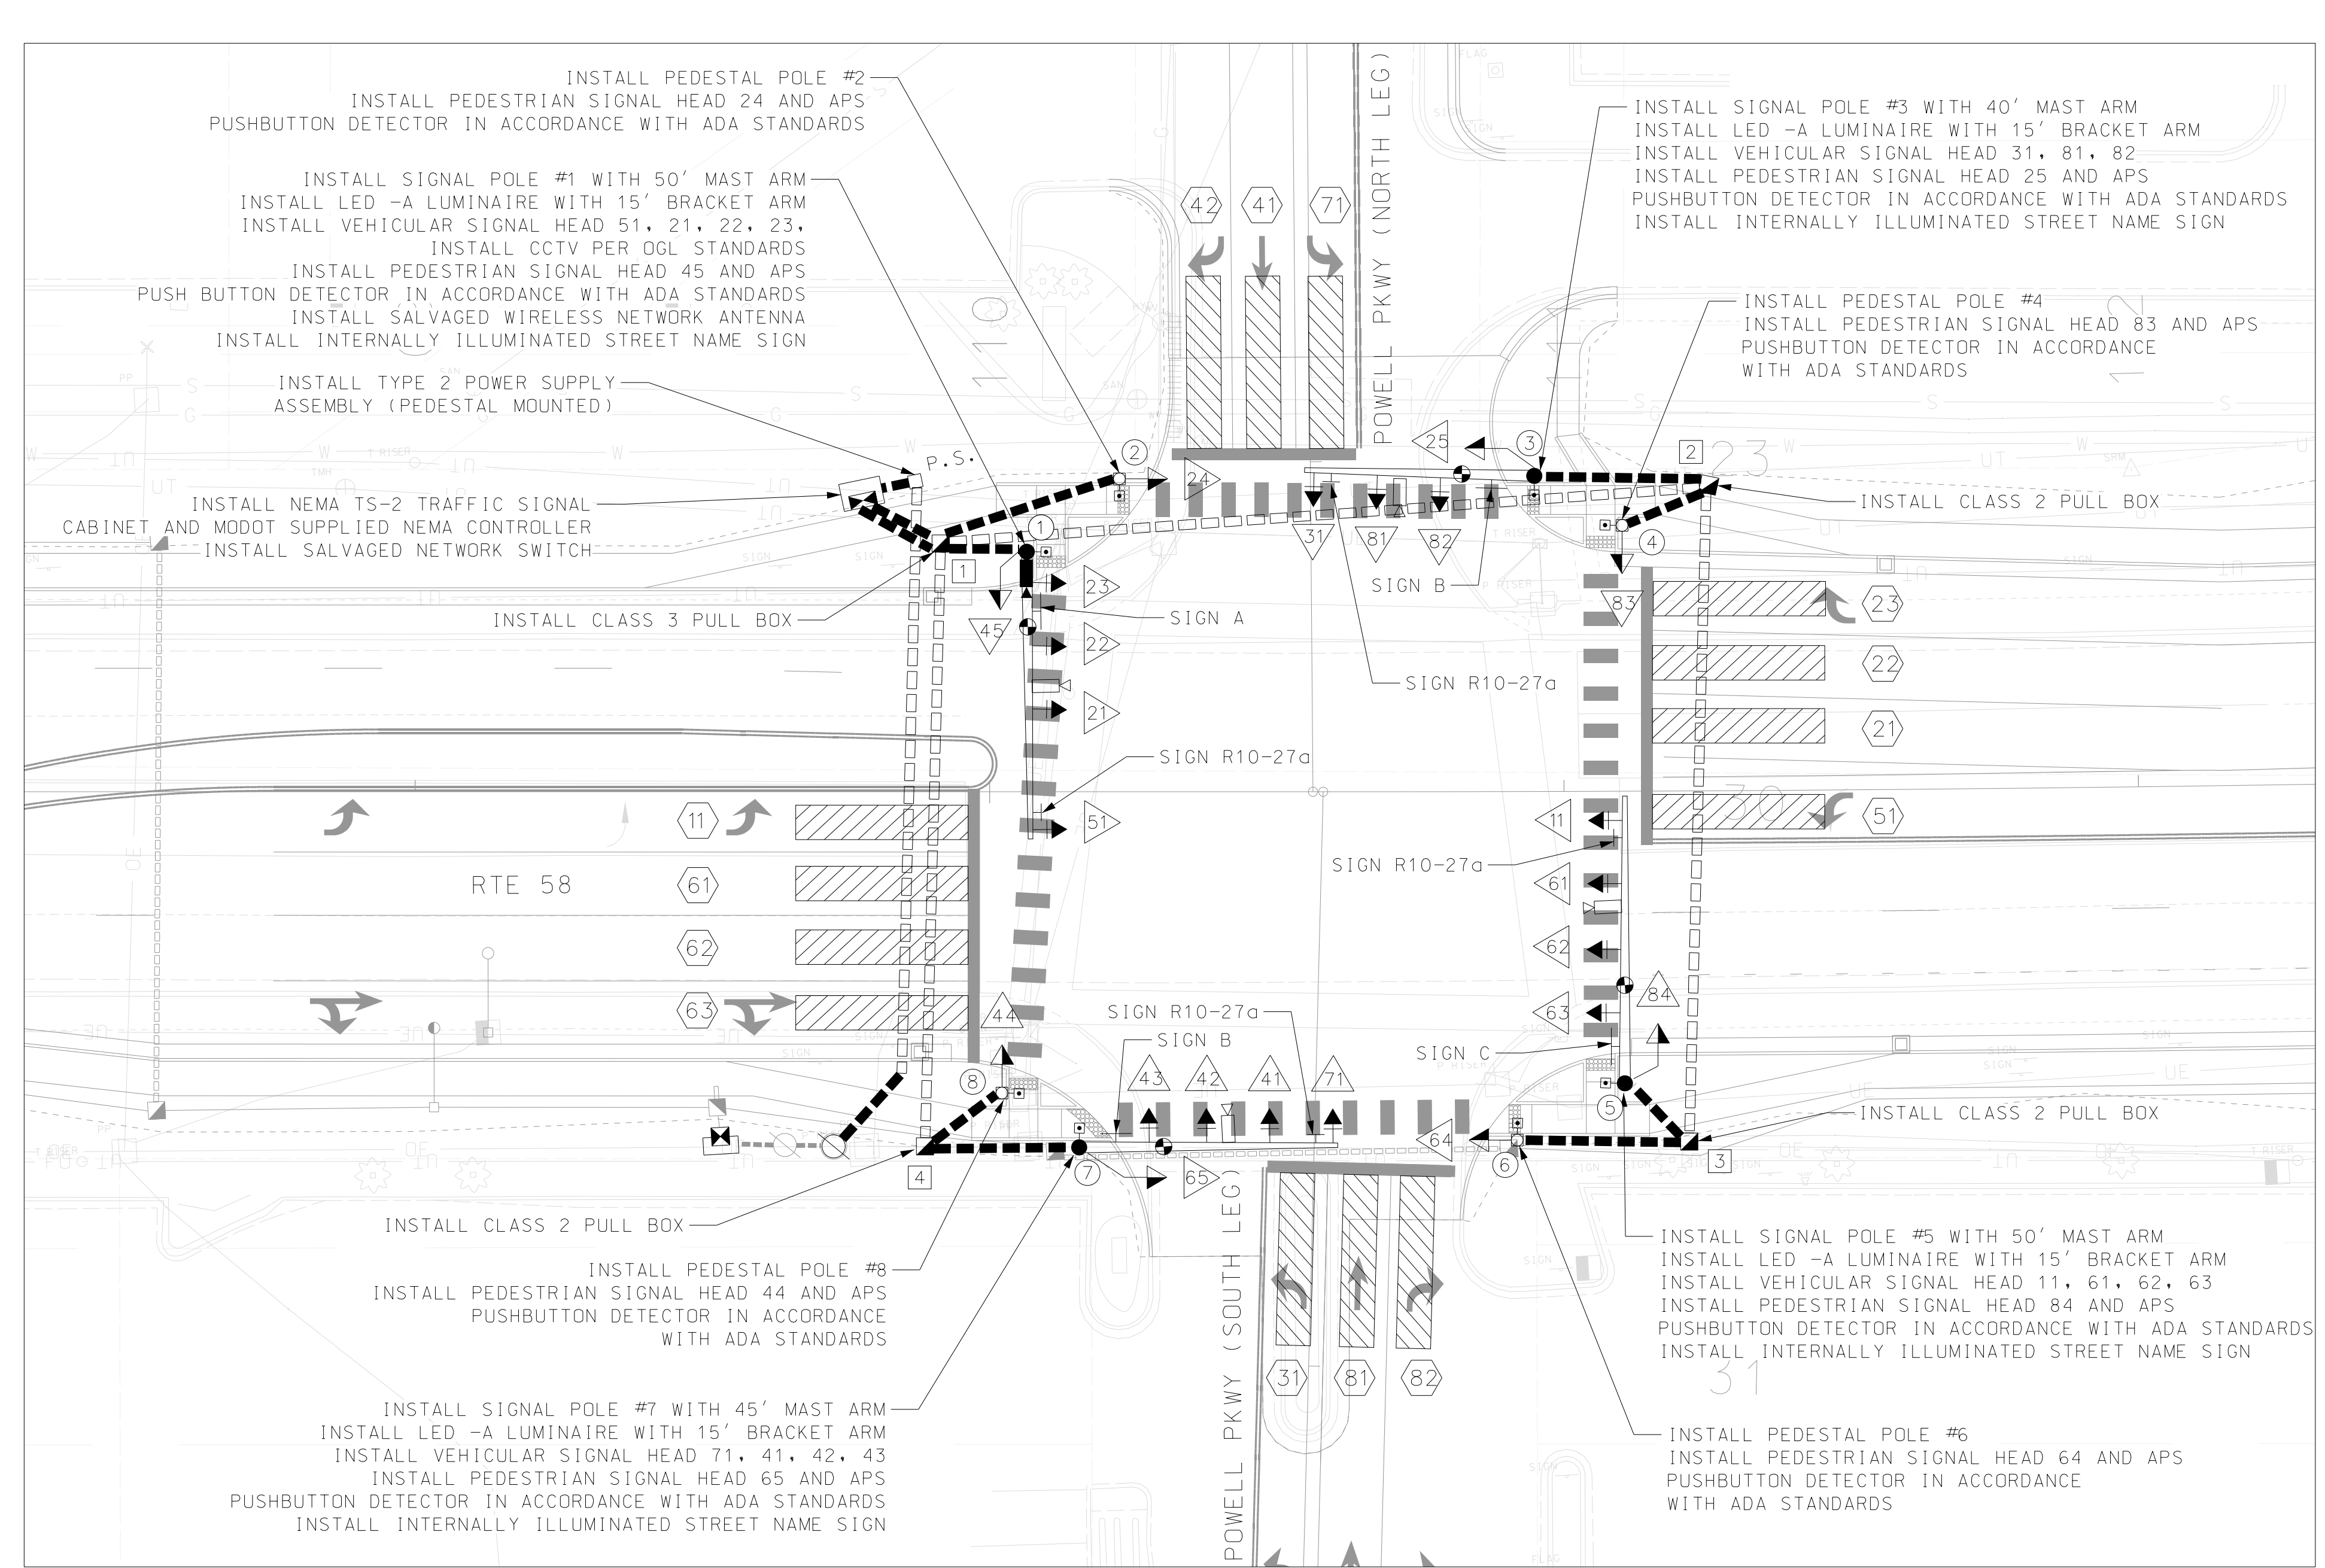 INSTALL PEDESTAL POLE #2
INSTALL PEDESTRIAN SIGNAL HEAD 24 AND APS
PUSHBUTTON DETECTOR IN ACCORDANCE WITH ADA STANDARDS
INSTALL SIGNAL POLE #1 WITH 50' MAST ARM
INSTALL LED -A LUMINAIRE WITH 15' BRACKET ARM
INSTALL VEHICULAR SIGNAL HEAD 51, 21, 22, 23,
INSTALL CCTV PER OGL STANDARDS
INSTALL PEDESTRIAN SIGNAL HEAD 45 AND APS
PUSH BUTTON DETECTOR IN ACCORDANCE WITH ADA STANDARDS
INSTALL SALVAGED WIRELESS NETWORK ANTENNA
INSTALL INTERNALLY ILLUMINATED STREET NAME SIGN
INSTALL TYPE 2 POWER SUPPLY
ASSEMBLY (PEDESTAL MOUNTED)
P.S.
INSTALL NEMA TS-2 TRAFFIC SIGNAL
CABINET AND MODOT SUPPLIED NEMA CONTROLLER
INSTALL SALVAGED NETWORK SWITCH
INSTALL CLASS 3 PULL BOX
42
41
71
POWELL PKWY (NORTH LEG)
FLAG
SIGN
INSTALL SIGNAL POLE #3 WITH 40' MAST ARM
INSTALL LED -A LUMINAIRE WITH 15' BRACKET ARM
INSTALL VEHICULAR SIGNAL HEAD 31, 81, 82
INSTALL PEDESTRIAN SIGNAL HEAD 25 AND APS
PUSHBUTTON DETECTOR IN ACCORDANCE WITH ADA STANDARDS
INSTALL INTERNALLY ILLUMINATED STREET NAME SIGN
INSTALL PEDESTAL POLE #4
INSTALL PEDESTRIAN SIGNAL HEAD 83 AND APS
PUSHBUTTON DETECTOR IN ACCORDANCE
WITH ADA STANDARDS
INSTALL CLASS 2 PULL BOX
2
24
25
3
2
23
1
1
4
31
81
82
83
SIGN B
SIGN R10-27a
23
22
21
51
45
SIGN A
SIGN R10-27a
23
22
21
30
51
RTE 58
11
61
62
63
11
61
62
63
84
SIGN R10-27a
SIGN C
44
8
SIGN R10-27a
SIGN B
43
42
41
71
64
6
5
3
INSTALL CLASS 2 PULL BOX
4
7
65
INSTALL CLASS 2 PULL BOX
INSTALL PEDESTAL POLE #8
INSTALL PEDESTRIAN SIGNAL HEAD 44 AND APS
PUSHBUTTON DETECTOR IN ACCORDANCE
WITH ADA STANDARDS
INSTALL SIGNAL POLE #7 WITH 45' MAST ARM
INSTALL LED -A LUMINAIRE WITH 15' BRACKET ARM
INSTALL VEHICULAR SIGNAL HEAD 71, 41, 42, 43
INSTALL PEDESTRIAN SIGNAL HEAD 65 AND APS
PUSHBUTTON DETECTOR IN ACCORDANCE WITH ADA STANDARDS
INSTALL INTERNALLY ILLUMINATED STREET NAME SIGN
POWELL PKWY (SOUTH LEG)
31
81
82
INSTALL SIGNAL POLE #5 WITH 50' MAST ARM
INSTALL LED -A LUMINAIRE WITH 15' BRACKET ARM
INSTALL VEHICULAR SIGNAL HEAD 11, 61, 62, 63
INSTALL PEDESTRIAN SIGNAL HEAD 84 AND APS
PUSHBUTTON DETECTOR IN ACCORDANCE WITH ADA STANDARDS
INSTALL INTERNALLY ILLUMINATED STREET NAME SIGN
31
INSTALL PEDESTAL POLE #6
INSTALL PEDESTRIAN SIGNAL HEAD 64 AND APS
PUSHBUTTON DETECTOR IN ACCORDANCE
WITH ADA STANDARDS